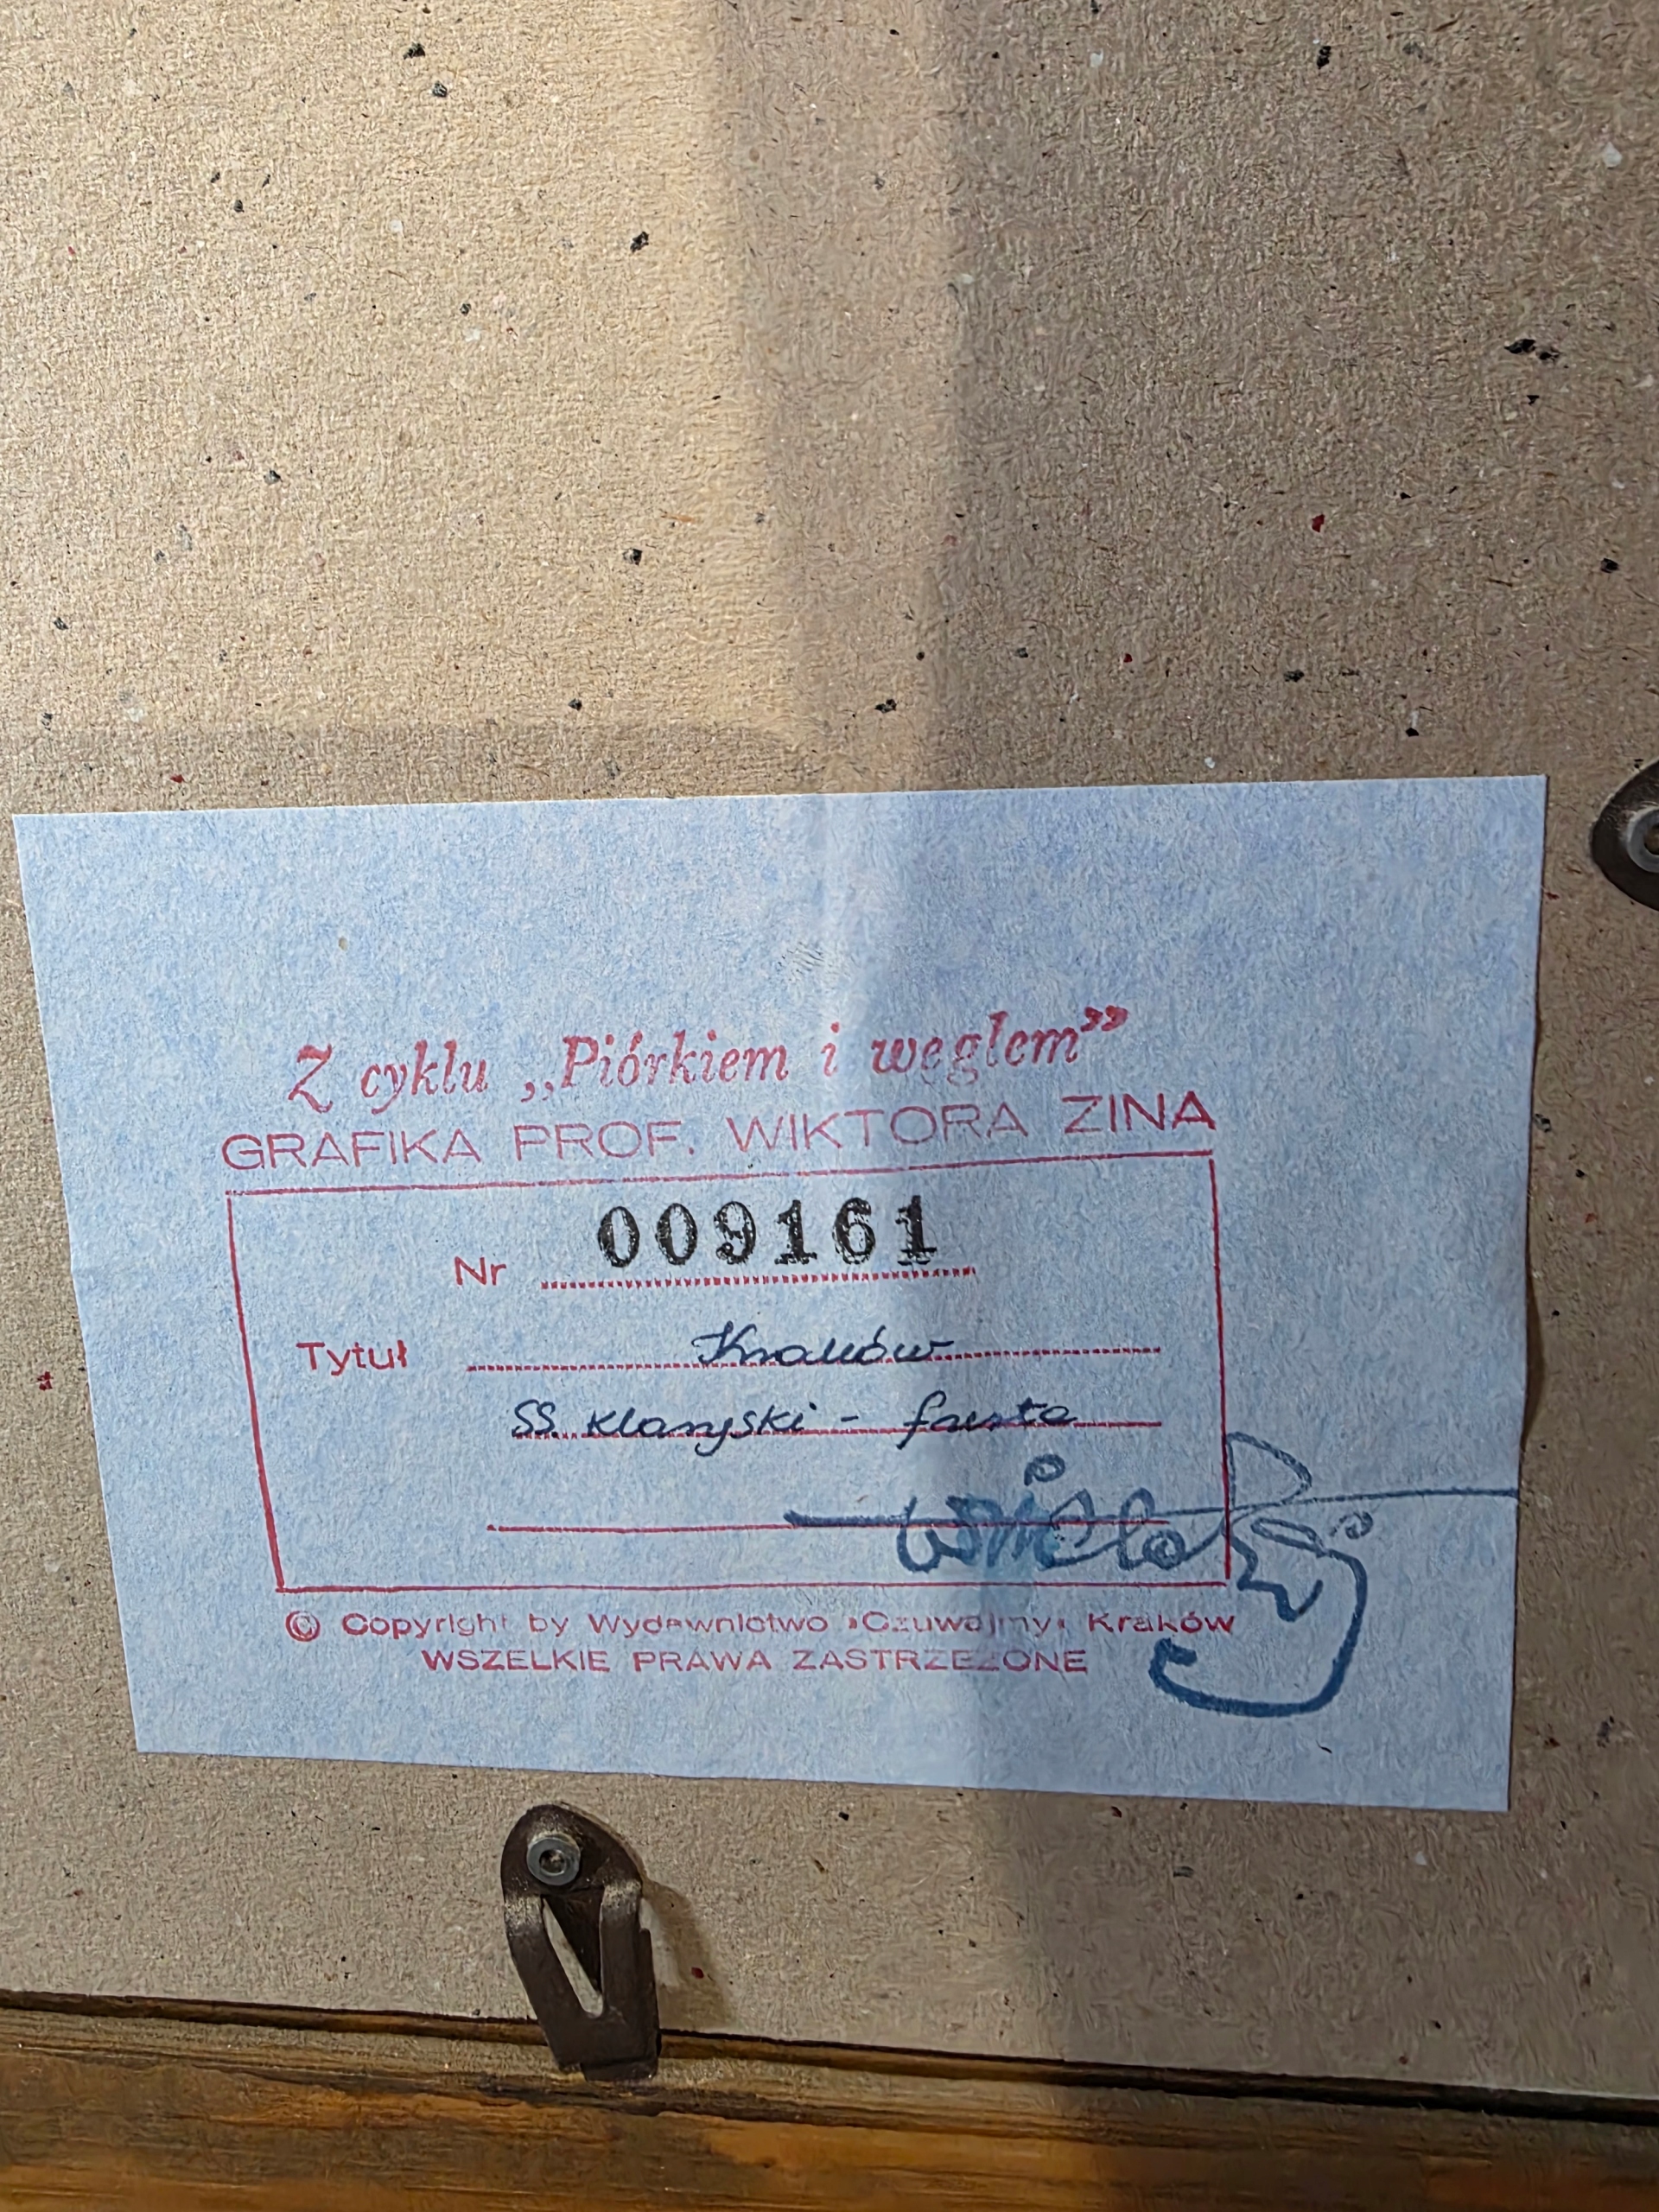 Z cyklu „Piórkiem i węglem”
GRAFIKA PROF. WIKTORA ZINA
Nr 009161
Tytuł Kraków
SS. Klaryski - furta
© Copyright by Wydawnictwo »Czuwajmy« Kraków
WSZELKIE PRAWA ZASTRZEŻONE